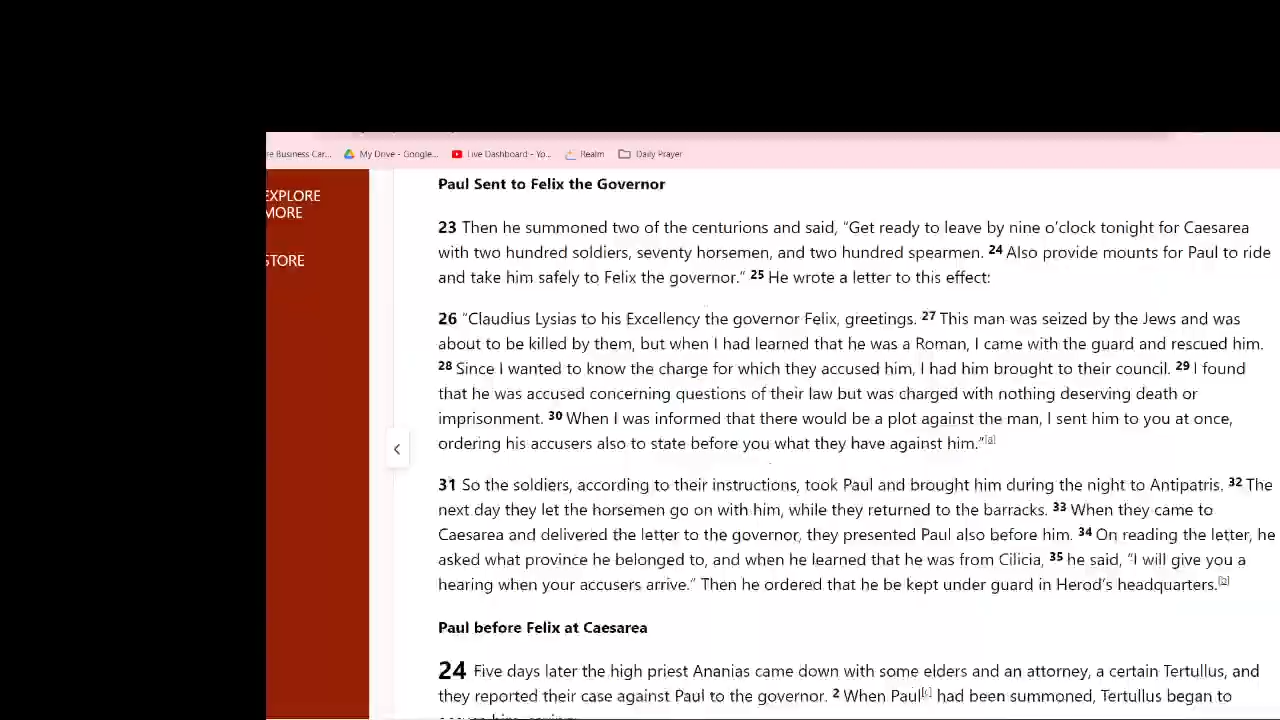 re Business Car... My Drive - Google... Live Dashboard - Yo... Realm Daily Prayer
EXPLORE
MORE
STORE
Paul Sent to Felix the Governor
23 Then he summoned two of the centurions and said, “Get ready to leave by nine o’clock tonight for Caesarea
with two hundred soldiers, seventy horsemen, and two hundred spearmen. 24 Also provide mounts for Paul to ride
and take him safely to Felix the governor.” 25 He wrote a letter to this effect:
26 “Claudius Lysias to his Excellency the governor Felix, greetings. 27 This man was seized by the Jews and was
about to be killed by them, but when I had learned that he was a Roman, I came with the guard and rescued him.
28 Since I wanted to know the charge for which they accused him, I had him brought to their council. 29 I found
that he was accused concerning questions of their law but was charged with nothing deserving death or
imprisonment. 30 When I was informed that there would be a plot against the man, I sent him to you at once,
ordering his accusers also to state before you what they have against him.”[a]
31 So the soldiers, according to their instructions, took Paul and brought him during the night to Antipatris. 32 The
next day they let the horsemen go on with him, while they returned to the barracks. 33 When they came to
Caesarea and delivered the letter to the governor, they presented Paul also before him. 34 On reading the letter, he
asked what province he belonged to, and when he learned that he was from Cilicia, 35 he said, “I will give you a
hearing when your accusers arrive.” Then he ordered that he be kept under guard in Herod’s headquarters.[b]
Paul before Felix at Caesarea
24 Five days later the high priest Ananias came down with some elders and an attorney, a certain Tertullus, and
they reported their case against Paul to the governor. 2 When Paul[c] had been summoned, Tertullus began to